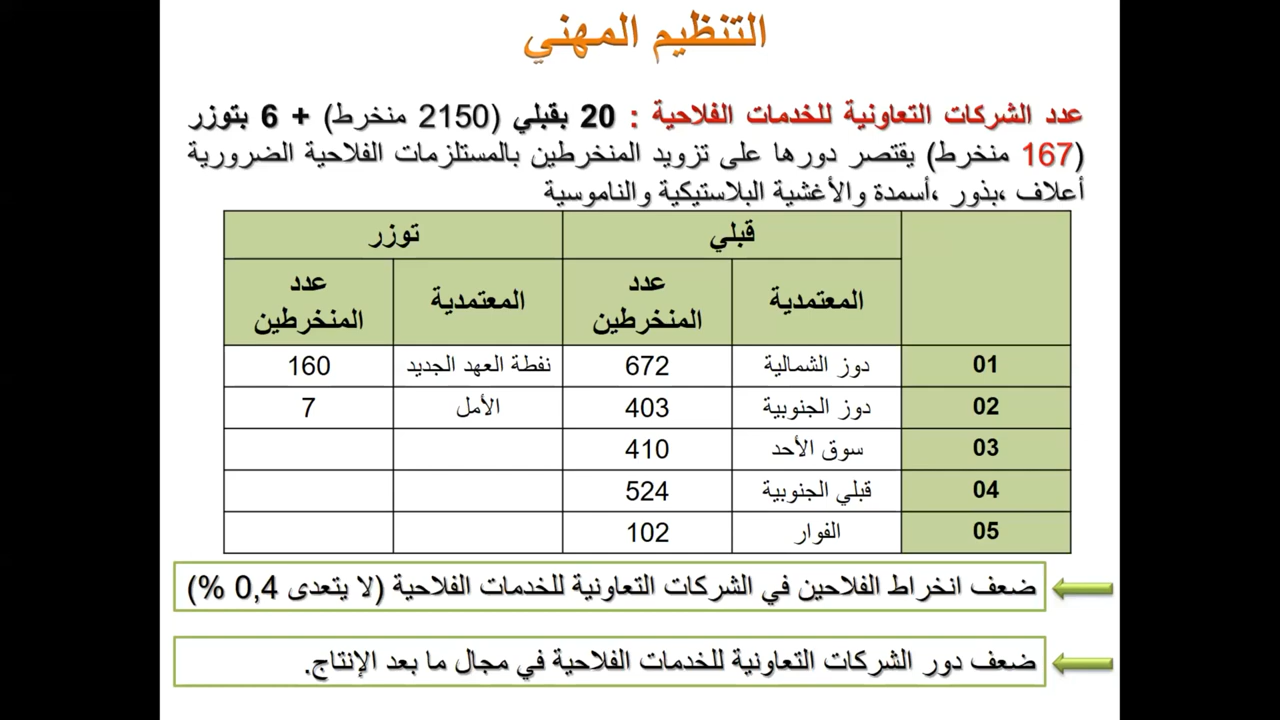 التنظيم المهني
عدد الشركات التعاونية للخدمات الفلاحية : 20 بقبلي (2150 منخرط) + 6 بتوزر
(167 منخرط) يقتصر دورها على تزويد المنخرطين بالمستلزمات الفلاحية الضرورية
أعلاف ،بذور ،أسمدة والأغشية البلاستيكية والناموسية
قبلي توزر
المعتمدية عدد المنخرطين المعتمدية عدد المنخرطين
01 دوز الشمالية 672 نفطة العهد الجديد 160
02 دوز الجنوبية 403 الأمل 7
03 سوق الأحد 410
04 قبلي الجنوبية 524
05 الفوار 102
ضعف انخراط الفلاحين في الشركات التعاونية للخدمات الفلاحية (لا يتعدى 0,4 %)
ضعف دور الشركات التعاونية للخدمات الفلاحية في مجال ما بعد الإنتاج.